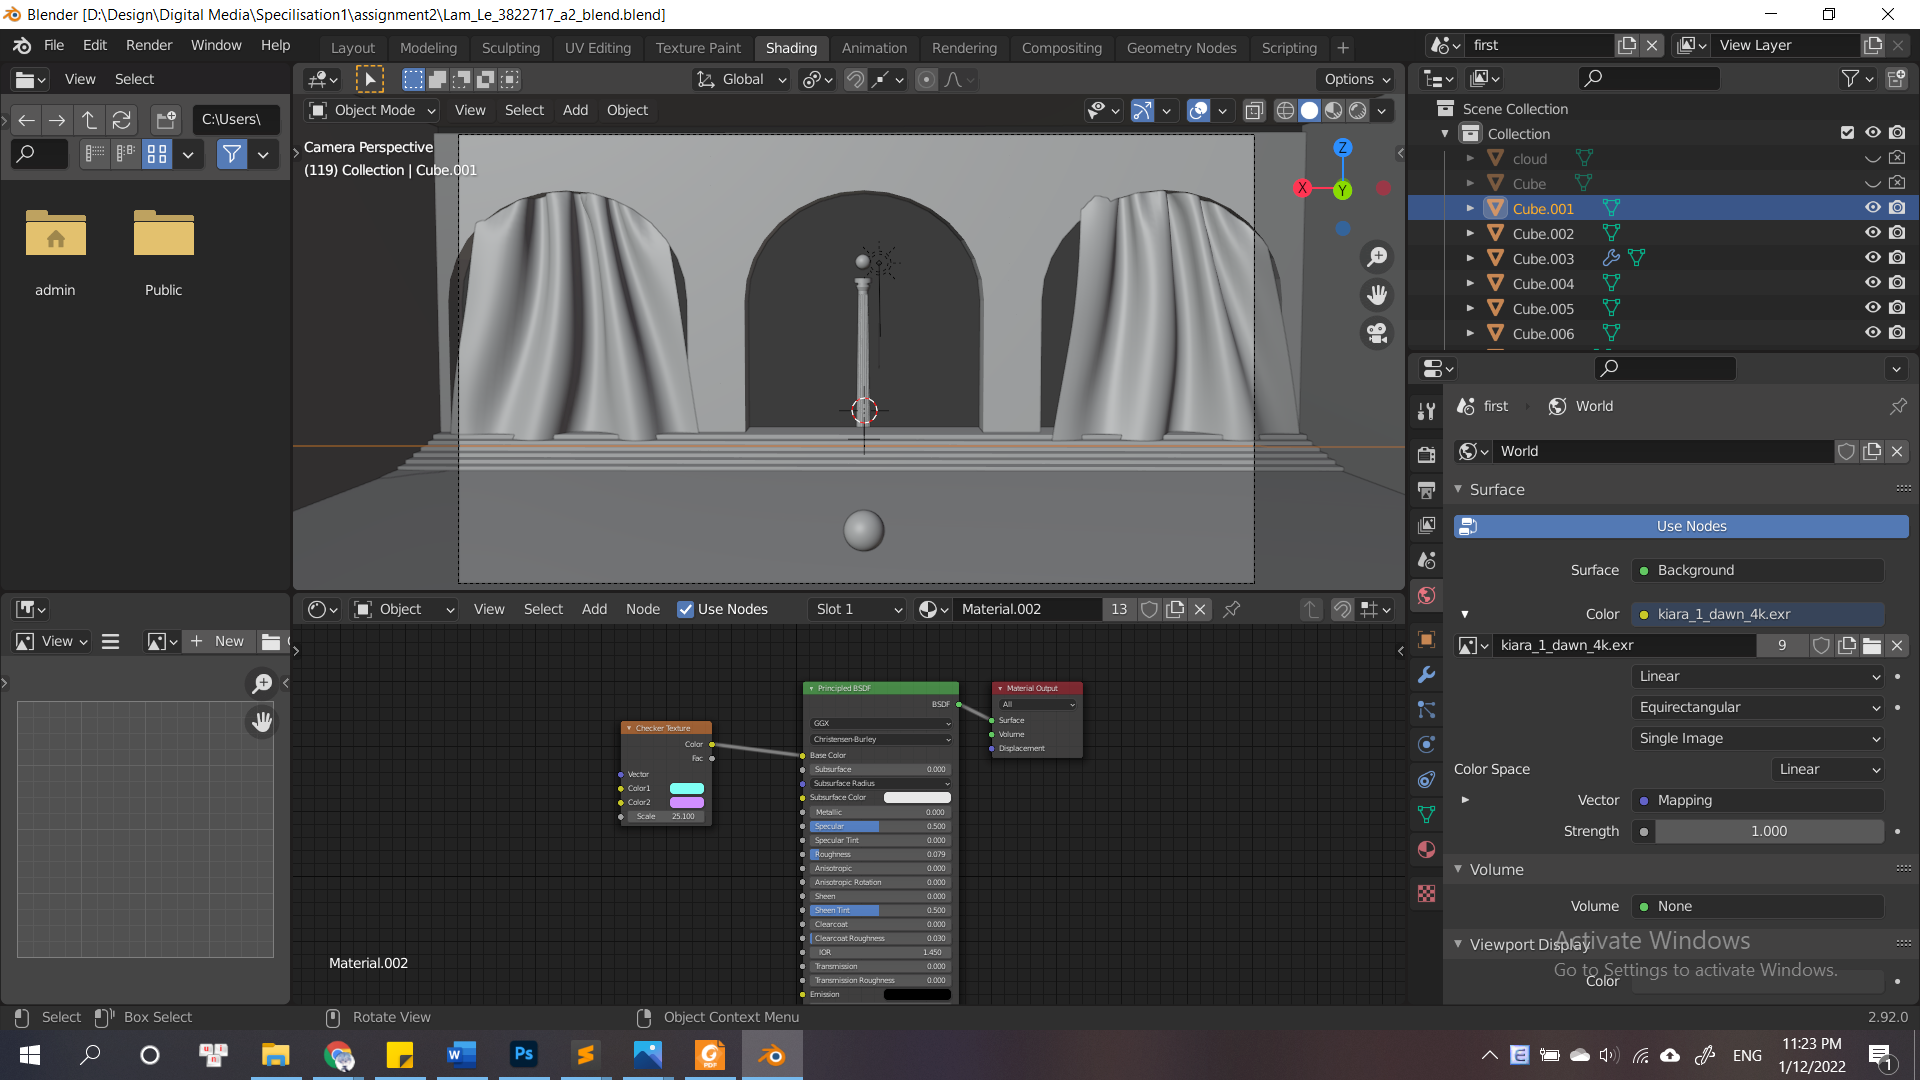 Blender [D:\Design\Digital Media\Specilisation1\assignment2\Lam_Le_3822717_a2_blend.blend]
File Edit Render Window Help
Layout Modeling Sculpting UV Editing Texture Paint Shading Animation Rendering Compositing Geometry Nodes Scripting +
first
View Layer
View Select
Global
Options
C:\Users\
Object Mode View Select Add Object
Camera Perspective
(119) Collection | Cube.001
Z
X
Y
admin
Public
Scene Collection
Collection
cloud
Cube
Cube.001
Cube.002
Cube.003
Cube.004
Cube.005
Cube.006
first
World
World
Surface
Use Nodes
Surface Background
Color kiara_1_dawn_4k.exr
kiara_1_dawn_4k.exr 9
Linear
Equirectangular
Single Image
Color Space Linear
Vector Mapping
Strength 1.000
Volume
Volume None
Viewport Display
Color
Activate Windows
Go to Settings to activate Windows.
View
+ New
Object View Select Add Node Use Nodes Slot 1 Material.002 13
Checker Texture
Color
Fac
Vector
Color1
Color2
Scale 25.100
Principled BSDF
BSDF
GGX
Christensen-Burley
Base Color
Subsurface 0.000
Subsurface Radius
Subsurface Color
Metallic 0.000
Specular 0.500
Specular Tint 0.000
Roughness 0.079
Anisotropic 0.000
Anisotropic Rotation 0.000
Sheen 0.000
Sheen Tint 0.500
Clearcoat 0.000
Clearcoat Roughness 0.030
IOR 1.450
Transmission 0.000
Transmission Roughness 0.000
Emission
Material Output
All
Surface
Volume
Displacement
Material.002
Select Box Select Rotate View Object Context Menu 2.92.0
ENG
11:23 PM
1/12/2022
1